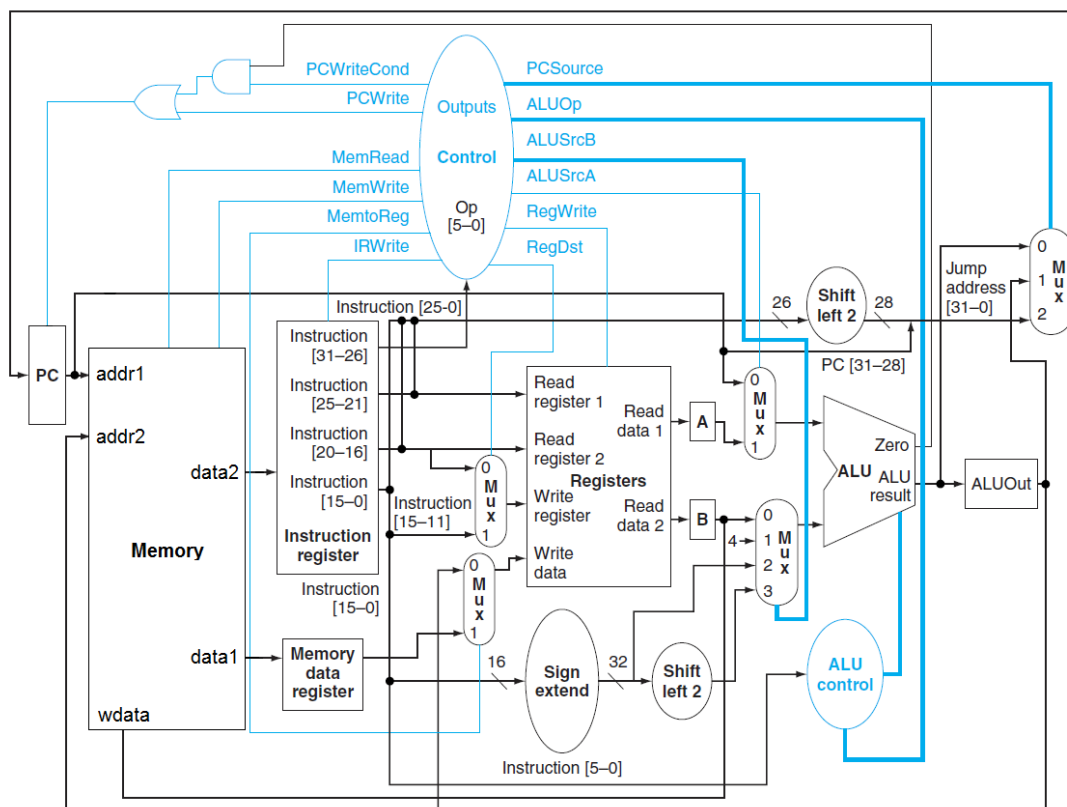 PCWriteCond
PCWrite
MemRead
MemWrite
MemtoReg
IRWrite
Outputs
Control
Op
[5–0]
PCSource
ALUOp
ALUSrcB
ALUSrcA
RegWrite
RegDst
PC
addr1
addr2
data2
Memory
data1
wdata
Instruction [25-0]
Instruction
[31–26]
Instruction
[25–21]
Instruction
[20–16]
Instruction
[15–0]
Instruction
register
Instruction
[15–0]
Memory
data
register
Instruction
[15–11]
0
M
u
x
1
0
M
u
x
1
Read
register 1
Read
register 2
Registers
Write
register
Write
data
Read
data 1
Read
data 2
A
B
16
Sign
extend
32
Shift
left 2
Instruction [5–0]
26
Shift
left 2
28
Jump
address
[31–0]
PC [31–28]
0
M
u
x
1
4
0
1
2
3
M
u
x
Zero
ALU
ALU
result
ALUOut
ALU
control
0
1
2
M
u
x